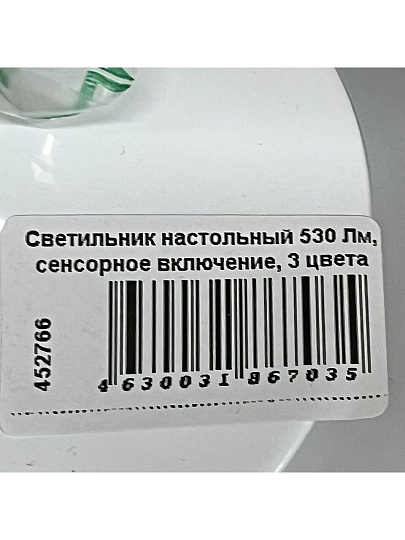 Светильник настольный 530 Лм,
сенсорное включение, 3 цвета
452766
4 630031 867035